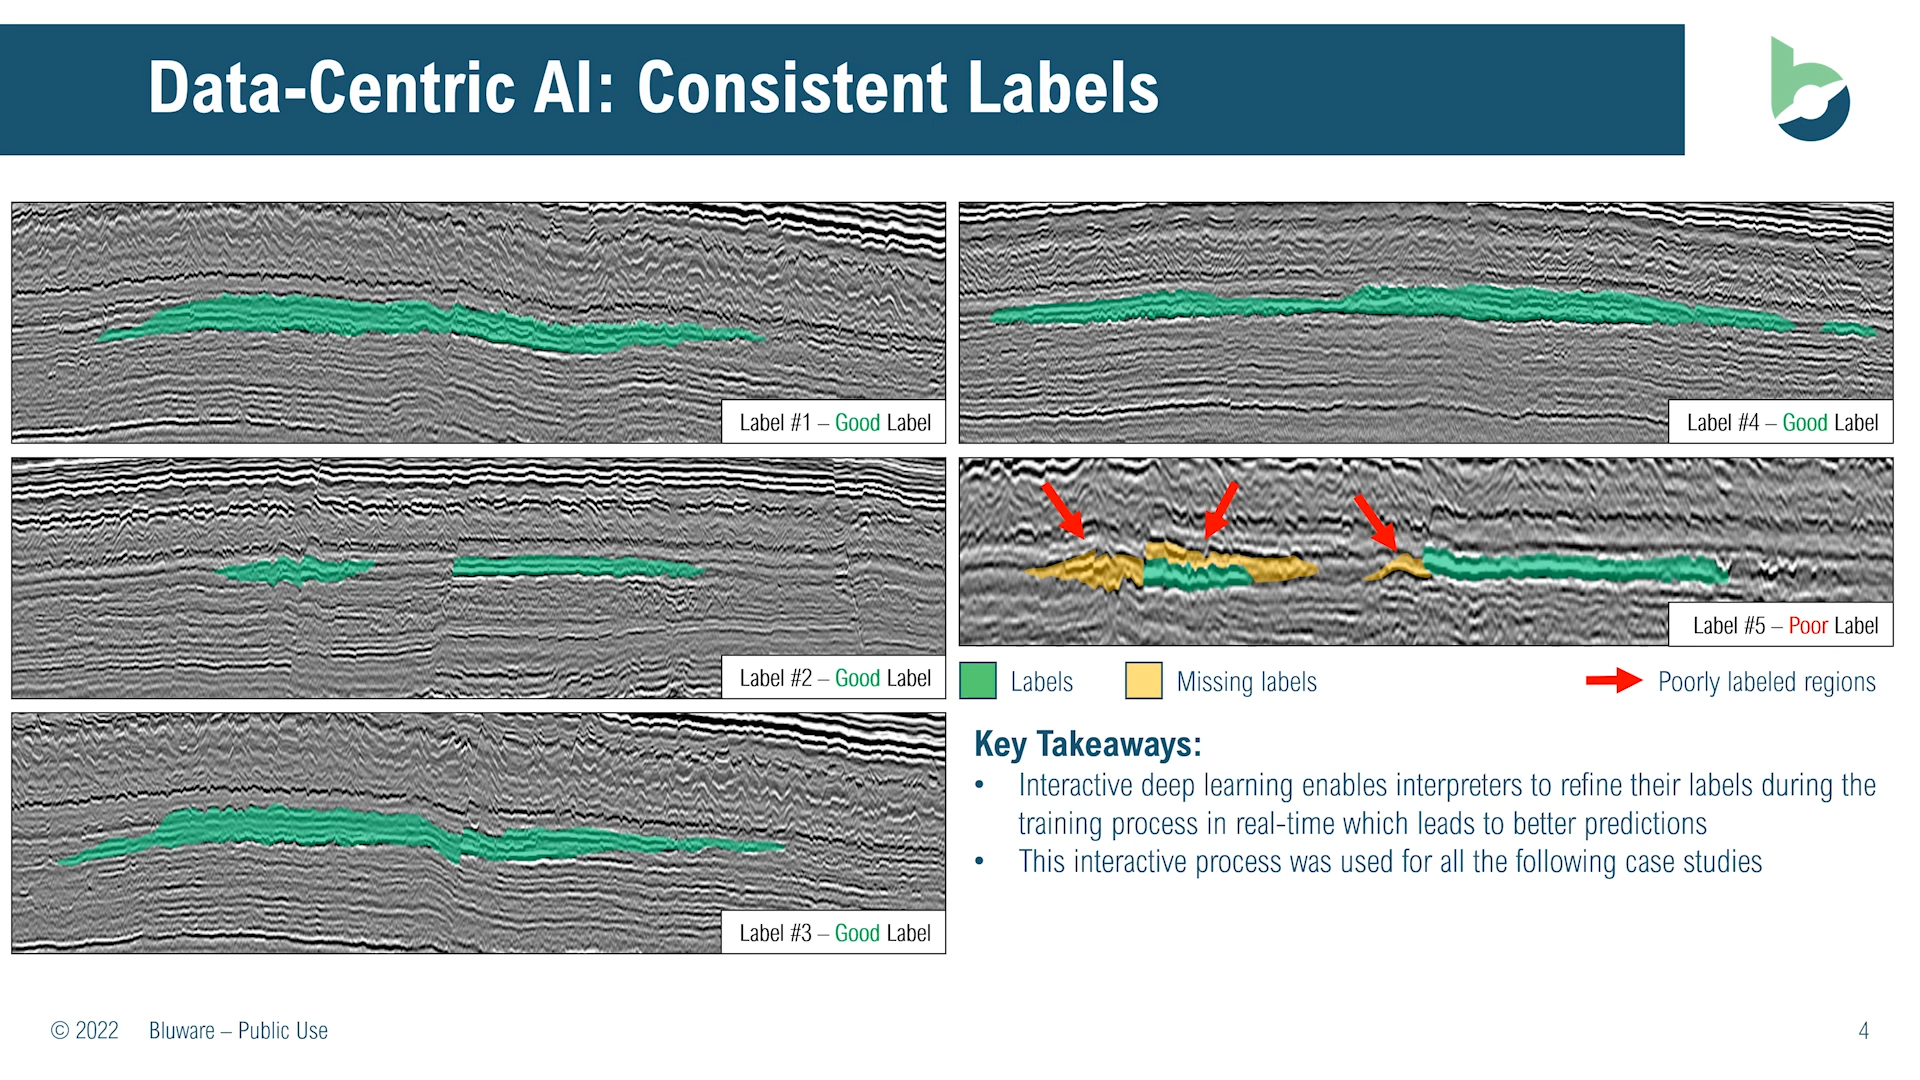 Data-Centric AI: Consistent Labels
Label #1 – Good Label
Label #2 – Good Label
Label #3 – Good Label
Label #4 – Good Label
Label #5 – Poor Label
Labels
Missing labels
Poorly labeled regions
Key Takeaways:
• Interactive deep learning enables interpreters to refine their labels during the
training process in real-time which leads to better predictions
• This interactive process was used for all the following case studies
© 2022 Bluware – Public Use
4